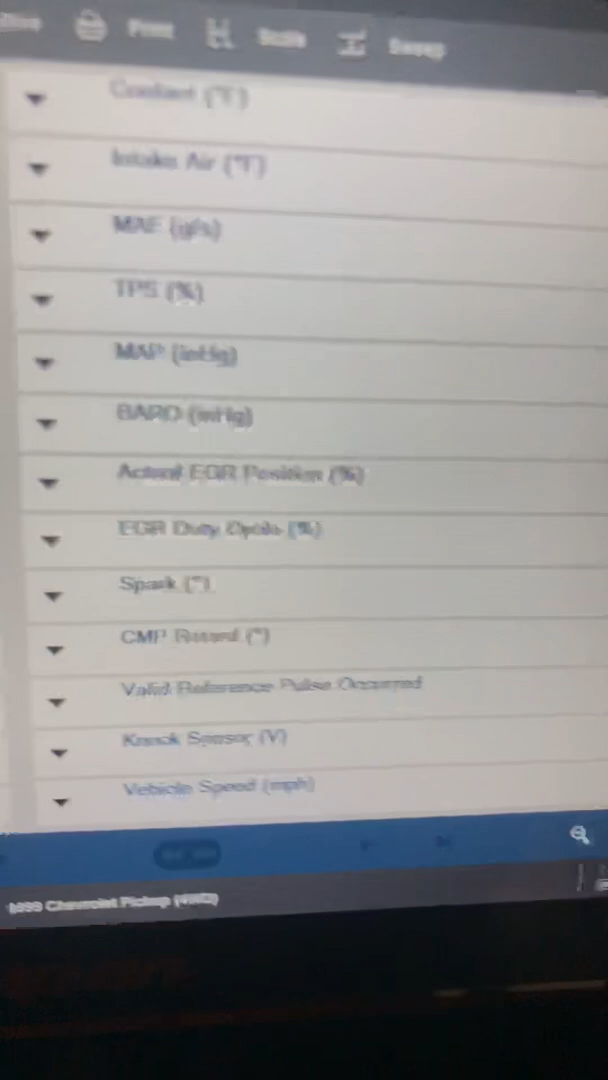 Print Scale Sweep
Coolant (°F)
Intake Air (°F)
MAF (g/s)
TPS (%)
MAP (inHg)
BARO (inHg)
Actual EGR Position (%)
EGR Duty Cycle (%)
Spark (°)
CMP Retard (°)
Valid Reference Pulse Occurred
Knock Sensor (V)
Vehicle Speed (mph)
Chevrolet Pickup